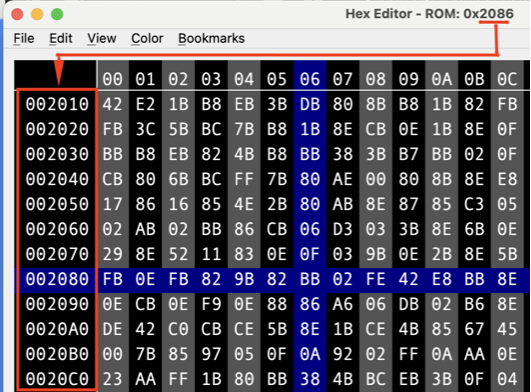 Hex Editor - ROM: 0x2086
File Edit View Color Bookmarks
00 01 02 03 04 05 06 07 08 09 0A 0B 0C
002010 42 E2 1B B8 EB 3B DB 80 8B B8 1B 82 FB
002020 FB 3C 5B BC 7B B8 1B 8E CB 0E 1B 8E 0F
002030 BB B8 EB 82 4B B8 BB 38 3B B7 BB 02 0F
002040 CB 80 6B BC FF 7B 80 AE 00 80 8B 8E E8
002050 17 86 16 85 4E 2B 80 AB 8E 87 85 C3 05
002060 02 AB 02 BB 86 CB 06 D3 03 3B 8E 6B 0E
002070 29 8E 52 11 83 0E 0F 03 9B 0E 2B 8E 5B
002080 FB 0E FB 82 9B 82 BB 02 FE 42 E8 BB 8E
002090 0E CB 0E F9 0E 88 86 A6 06 DB 02 B6 8E
0020A0 DE 42 C0 CB CE 5B 8E 1B CE 4B 85 67 45
0020B0 00 7B 85 97 05 0F 0A 92 02 FF 0A AA 0E
0020C0 23 AA FF 1B 80 BB 38 4B BC EB 3B 0F 04